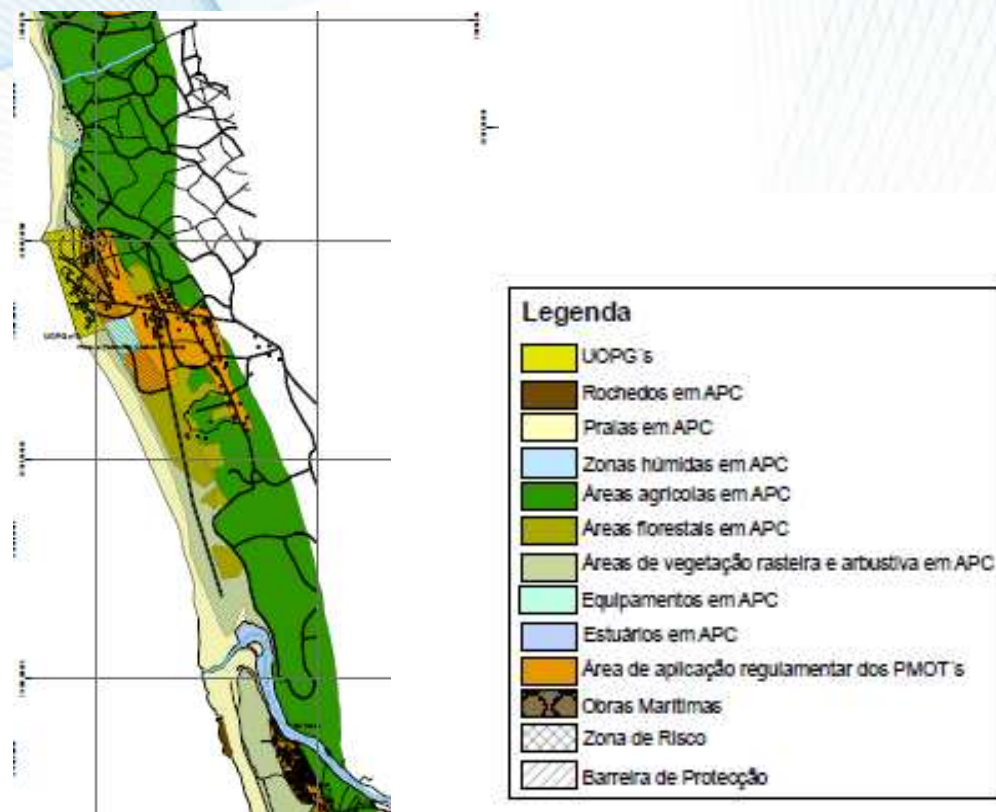 Legenda
UOPG's
Rochedos em APC
Praias em APC
Zonas húmidas em APC
Áreas agrícolas em APC
Áreas florestais em APC
Áreas de vegetação rasteira e arbustiva em APC
Equipamentos em APC
Estuários em APC
Área de aplicação regulamentar dos PMOT's
Obras Marítimas
Zona de Risco
Barreira de Protecção